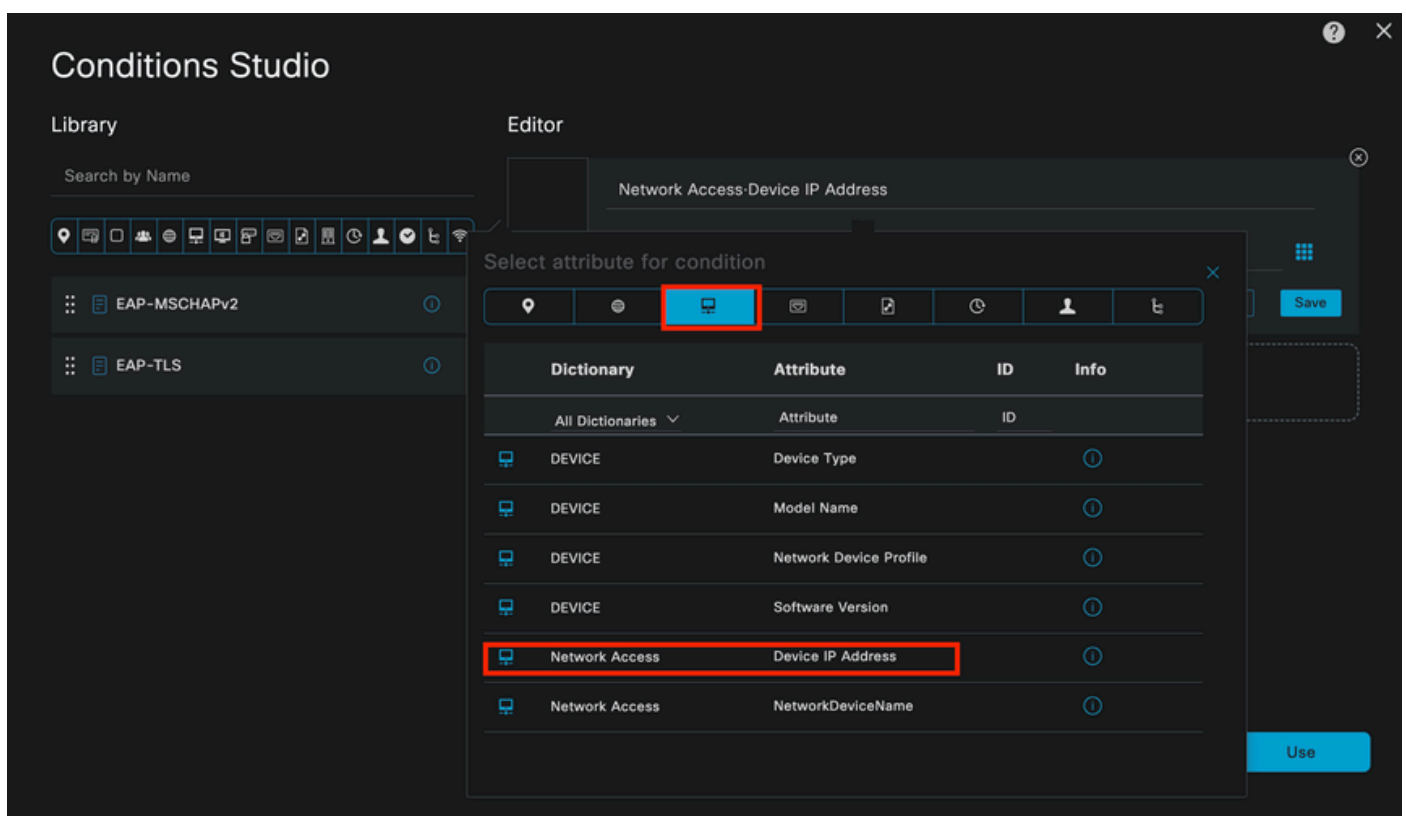 Conditions Studio
Library
Editor
Search by Name
Network Access·Device IP Address
Select attribute for condition
EAP-MSCHAPv2
Save
EAP-TLS
Dictionary Attribute ID Info
All Dictionaries Attribute ID
DEVICE Device Type
DEVICE Model Name
DEVICE Network Device Profile
DEVICE Software Version
Network Access Device IP Address
Network Access NetworkDeviceName
Use